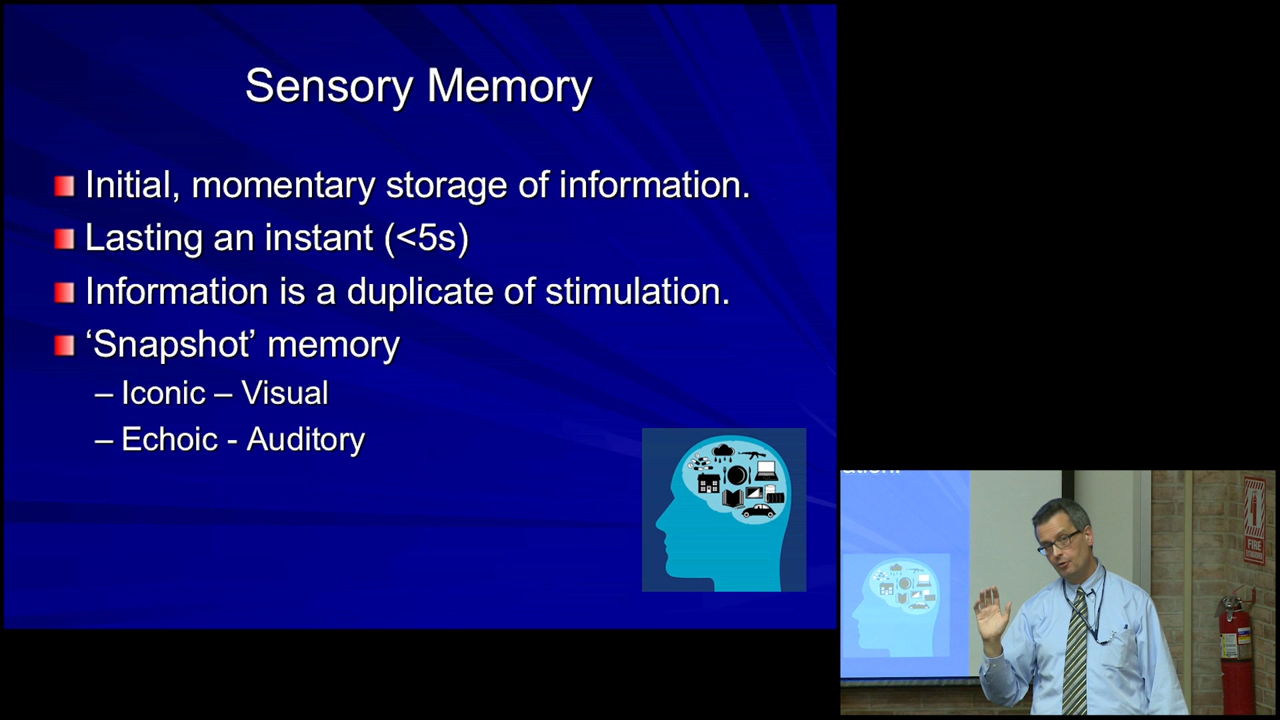 Sensory Memory
Initial, momentary storage of information.
Lasting an instant (<5s)
Information is a duplicate of stimulation.
‘Snapshot’ memory
– Iconic – Visual
– Echoic - Auditory
FIRE